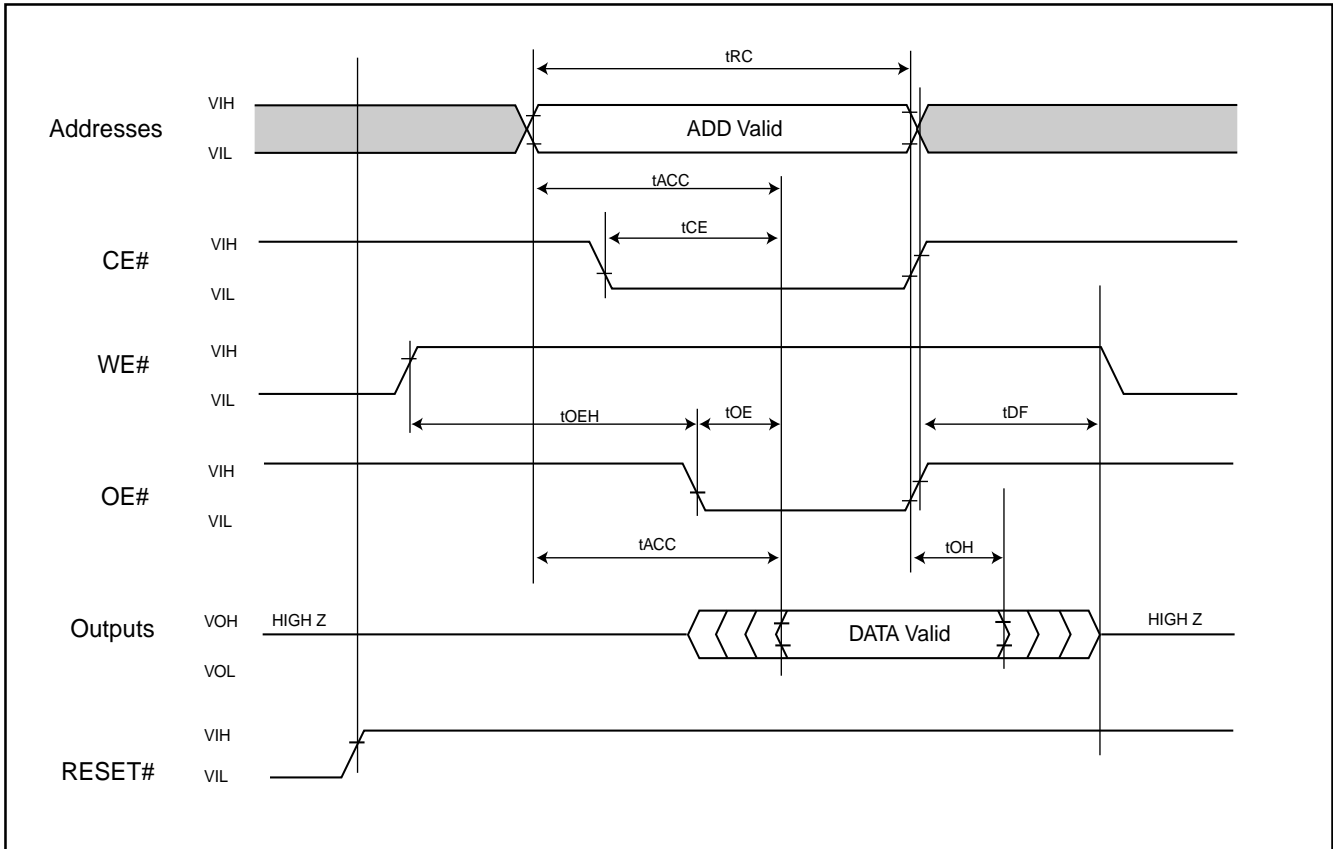 tRC
VIH
Addresses
ADD Valid
VIL
tACC
tCE
VIH
CE#
VIL
VIH
WE#
VIL
tOEH
tOE
tDF
VIH
OE#
VIL
tACC
tOH
VOH
HIGH Z
Outputs
DATA Valid
HIGH Z
VOL
VIH
RESET#
VIL